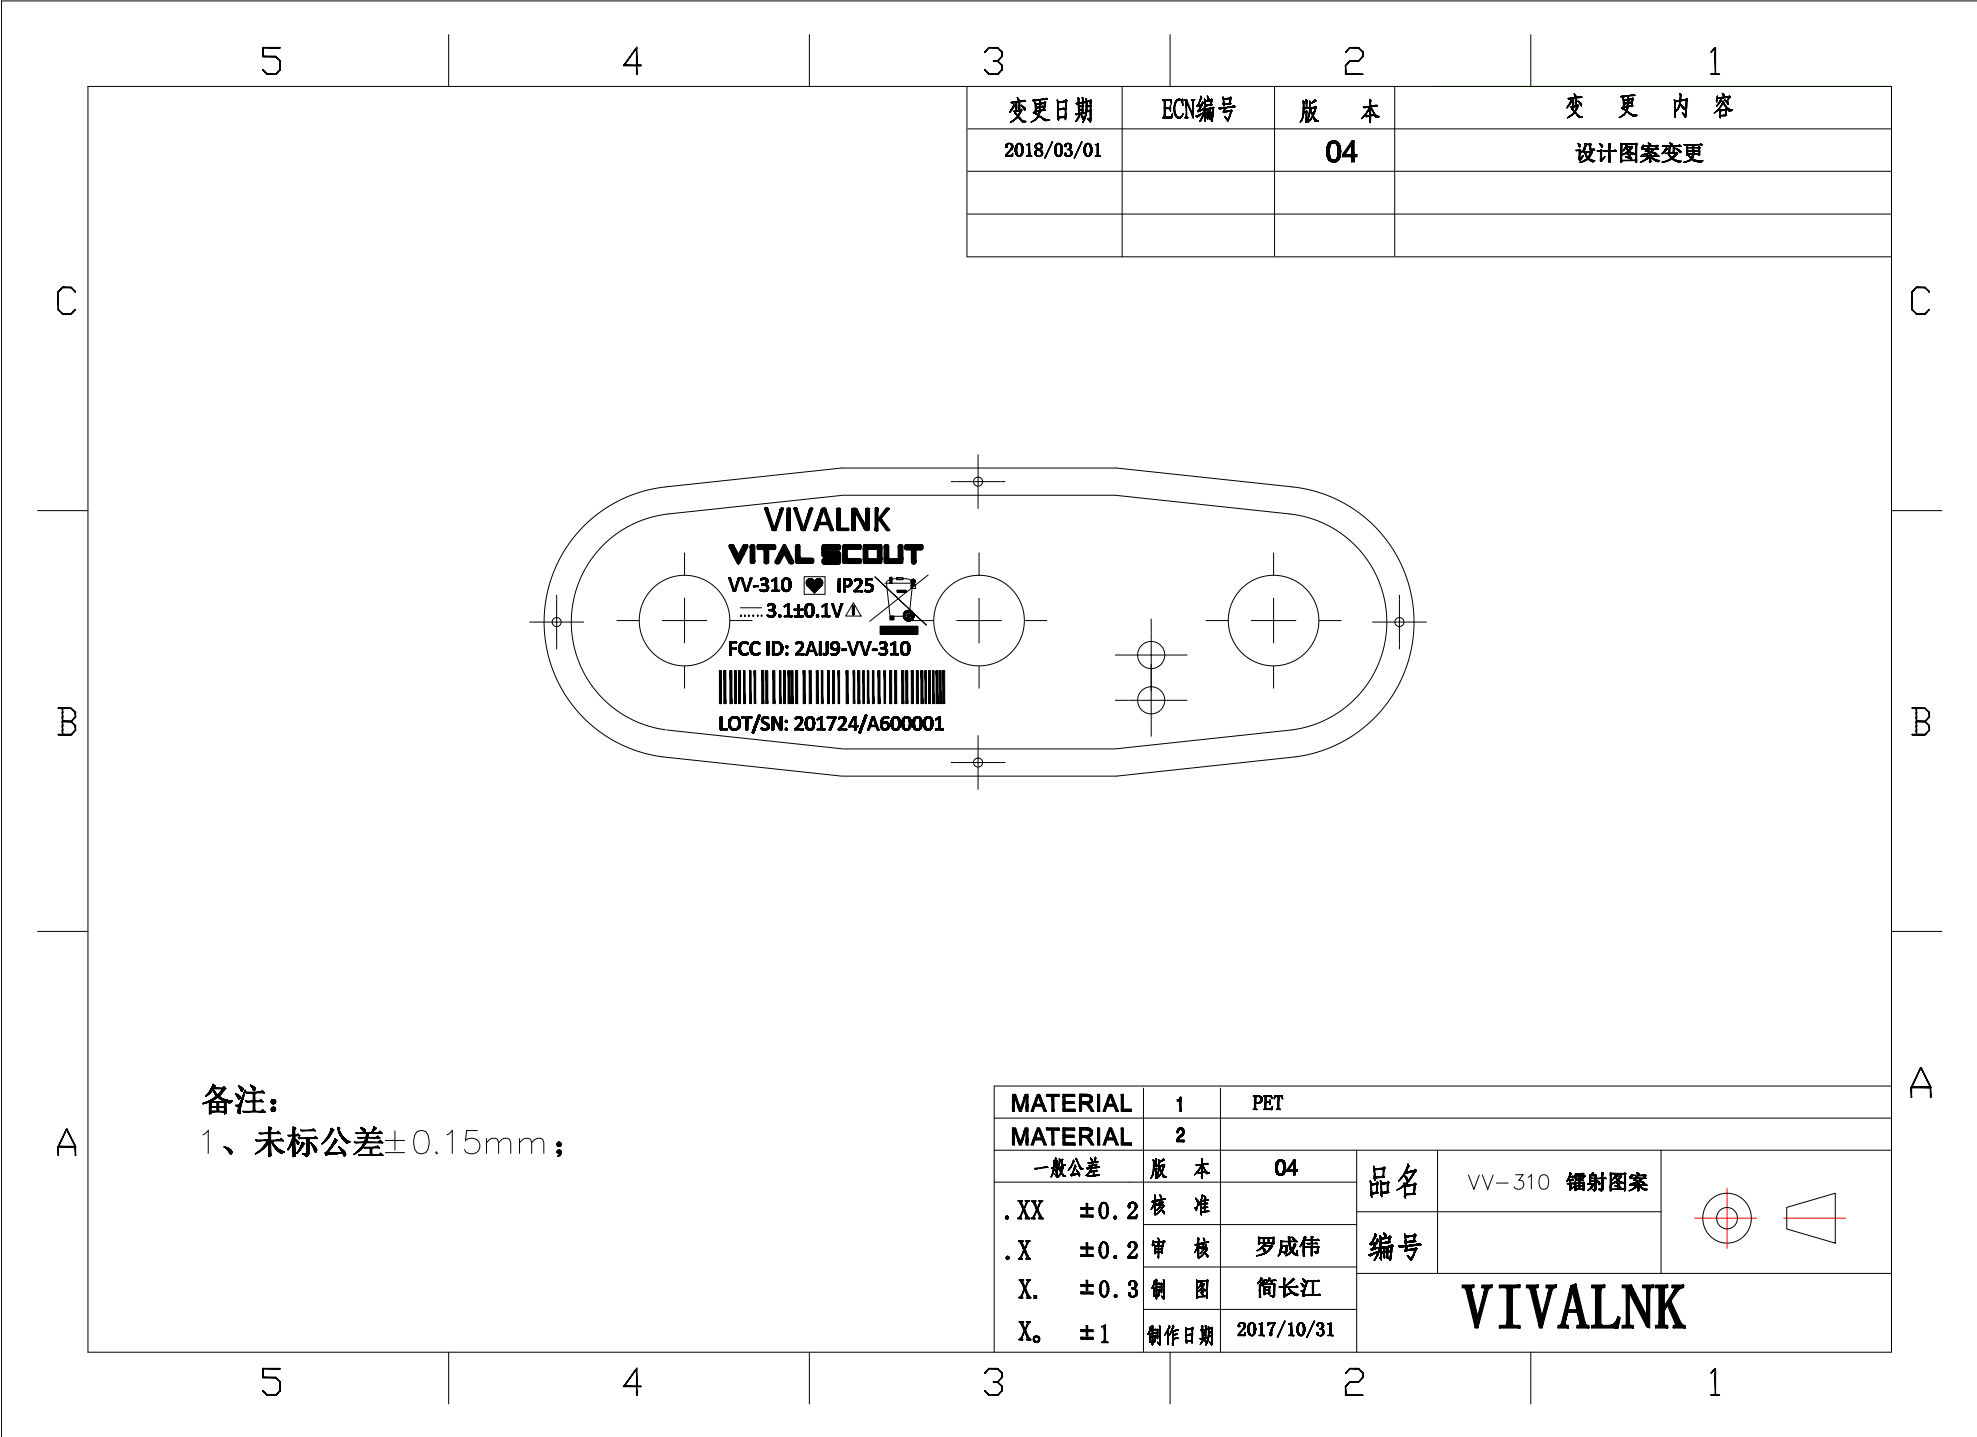 5 4 3 2 1
变更日期 ECN编号 版 本 变 更 内 容
2018/03/01 04 设计图案变更
C C
VIVALNK
VITAL SCOUT
VV-310 IP25
3.1±0.1V
FCC ID: 2AIJ9-VV-310
LOT/SN: 201724/A600001
B B
备注:
1、未标公差±0.15mm;
A A
MATERIAL 1 PET
MATERIAL 2
一般公差 版 本 04 品名 VV-310 镭射图案
.XX ±0.2 核 准
.X ±0.2 审 核 罗成伟 编号
X. ±0.3 制 图 简长江
X。 ±1 制作日期 2017/10/31 VIVALNK
5 4 3 2 1